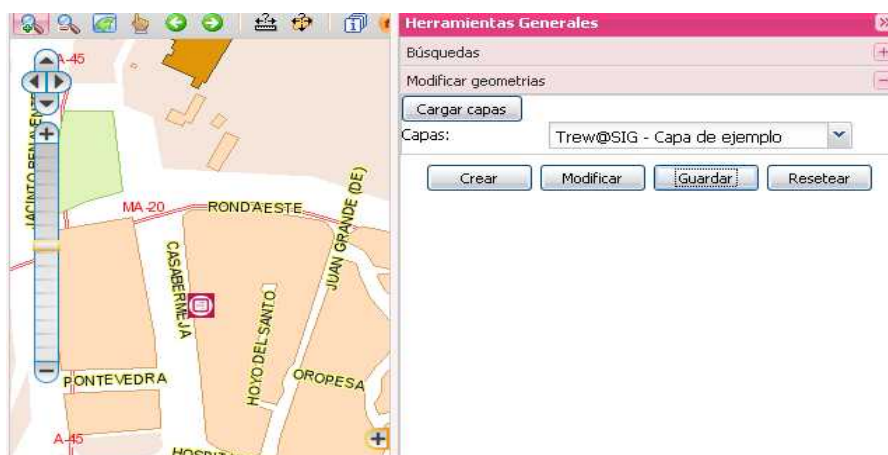 Herramientas Generales
Búsquedas
Modificar geometrias
Cargar capas
Capas:
Trew@SIG - Capa de ejemplo
Crear
Modificar
Guardar
Resetear
A-45
JACINTO BENAVENTE
MA-20
RONDA ESTE
JUAN GRANDE (DE)
CASABERMEJA
HOYO DEL SANTO
PONTEVEDRA
OROPESA
A-45